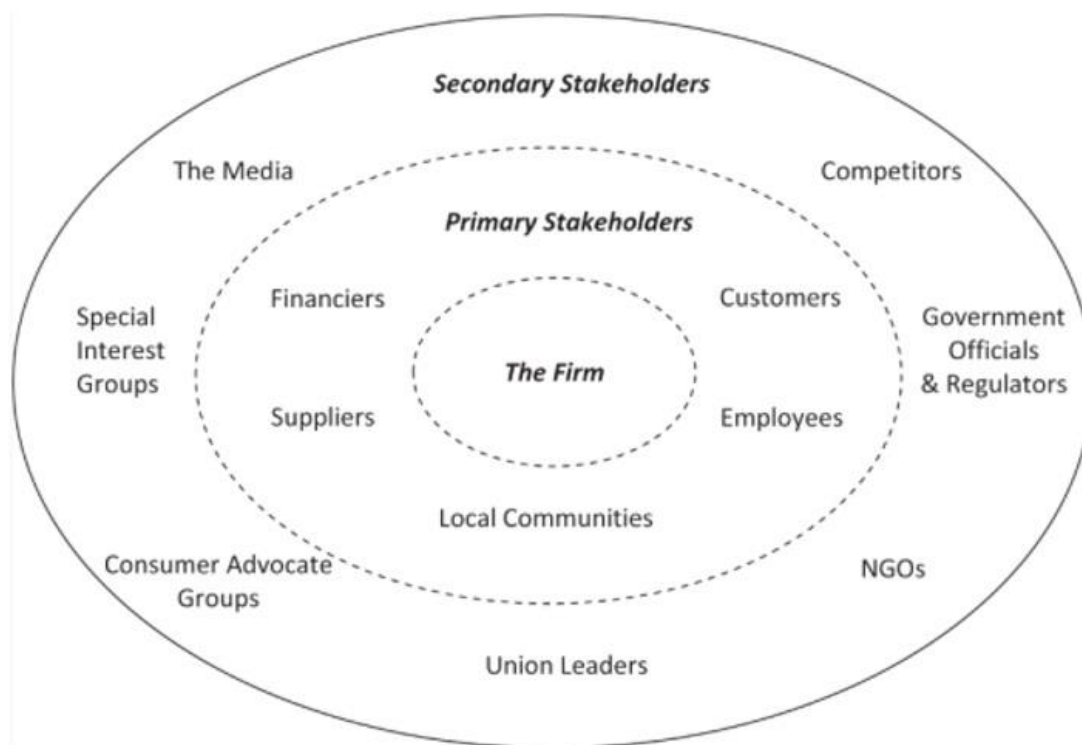 Secondary Stakeholders
The Media
Competitors
Primary Stakeholders
Financiers
Customers
Special
Interest
Groups
Government
Officials
& Regulators
The Firm
Suppliers
Employees
Local Communities
Consumer Advocate
Groups
NGOs
Union Leaders